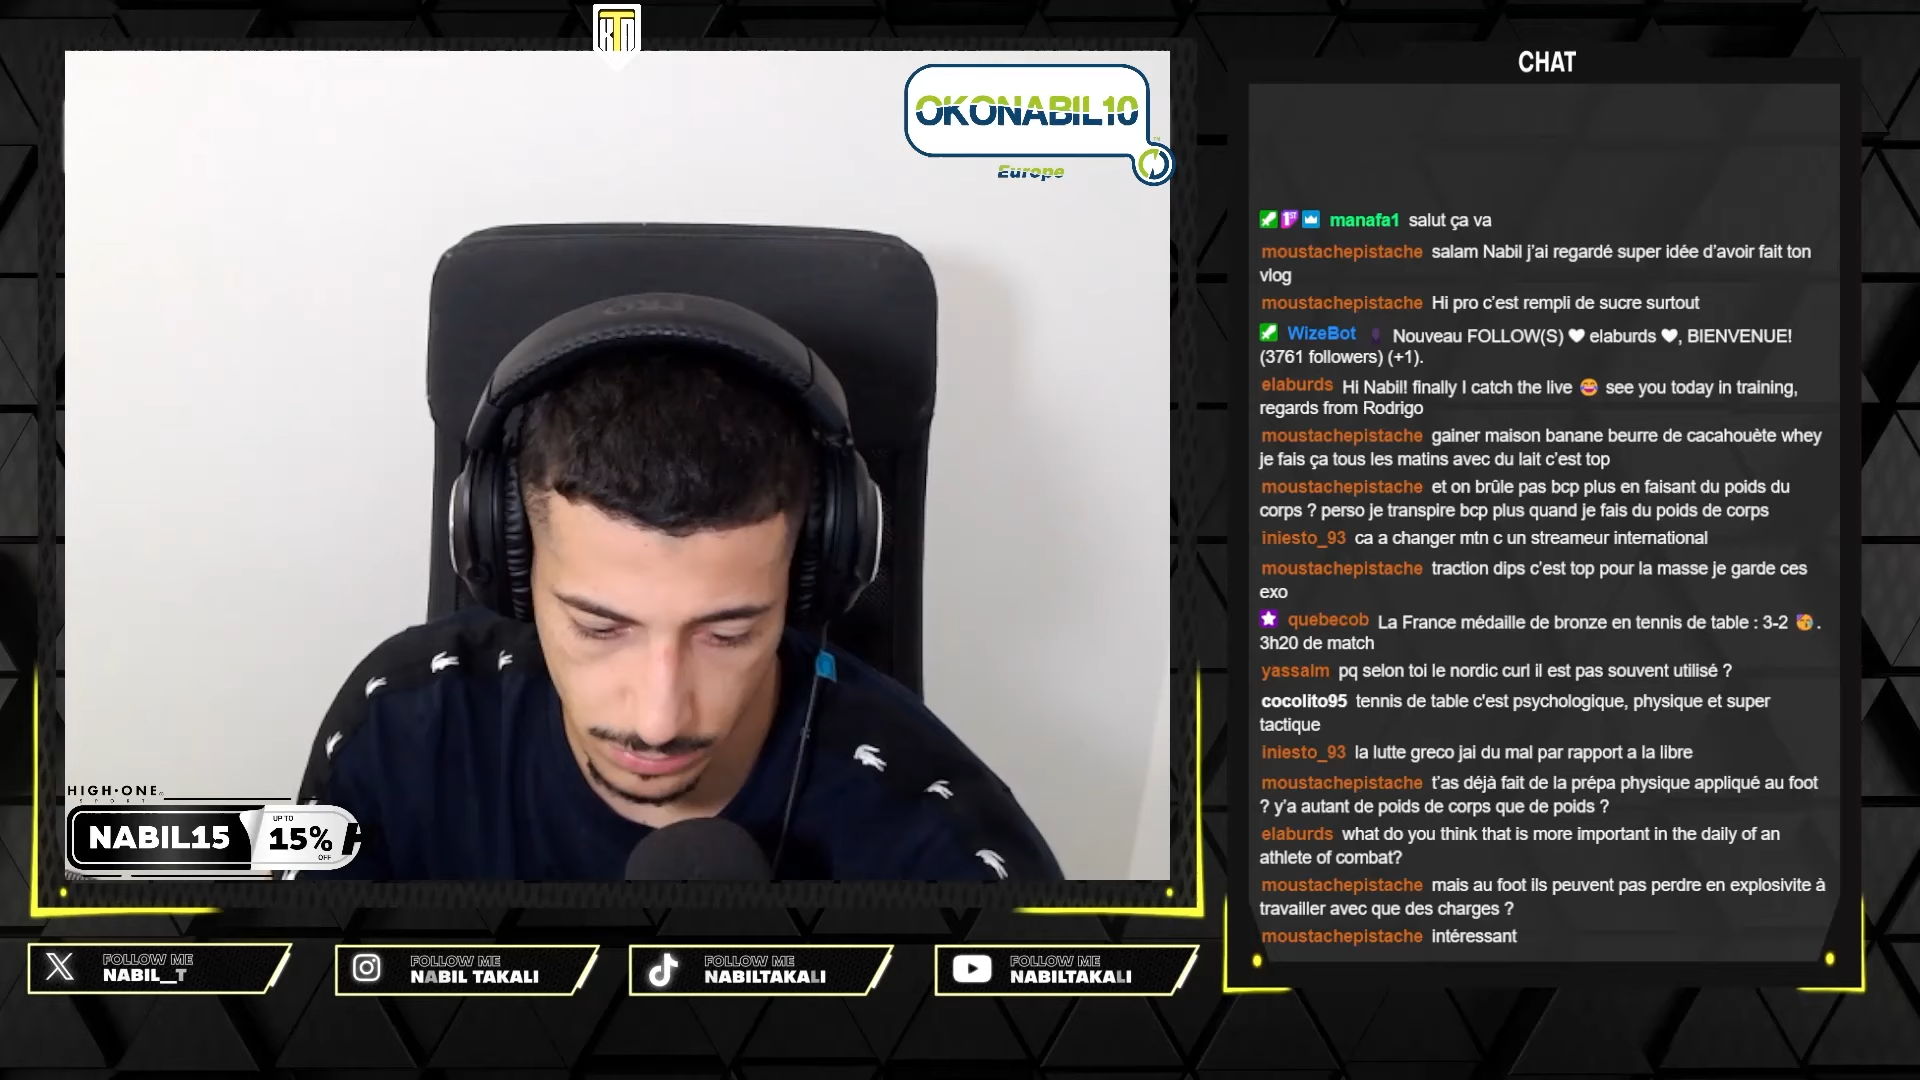 KTN
OKONABIL10
Europe
HIGH·ONE
SPORT
NABIL15
UP TO
15%
OFF
FOLLOW ME
NABIL__T
FOLLOW ME
NABIL TAKALI
FOLLOW ME
NABILTAKALI
FOLLOW ME
NABILTAKALI
CHAT
1ST manafa1 salut ça va
moustachepistache salam Nabil j'ai regardé super idée d'avoir fait ton
vlog
moustachepistache Hi pro c'est rempli de sucre surtout
WizeBot Nouveau FOLLOW(S) ♥ elaburds ♥, BIENVENUE!
(3761 followers) (+1).
elaburds Hi Nabil! finally I catch the live 😂 see you today in training,
regards from Rodrigo
moustachepistache gainer maison banane beurre de cacahouète whey
je fais ça tous les matins avec du lait c'est top
moustachepistache et on brûle pas bcp plus en faisant du poids du
corps ? perso je transpire bcp plus quand je fais du poids de corps
iniesto_93 ca a changer mtn c un streameur international
moustachepistache traction dips c'est top pour la masse je garde ces
exo
quebecob La France médaille de bronze en tennis de table : 3-2 🥳.
3h20 de match
yassalm pq selon toi le nordic curl il est pas souvent utilisé ?
cocolito95 tennis de table c'est psychologique, physique et super
tactique
iniesto_93 la lutte greco jai du mal par rapport a la libre
moustachepistache t'as déjà fait de la prépa physique appliqué au foot
? y'a autant de poids de corps que de poids ?
elaburds what do you think that is more important in the daily of an
athlete of combat?
moustachepistache mais au foot ils peuvent pas perdre en explosivite à
travailler avec que des charges ?
moustachepistache intéressant